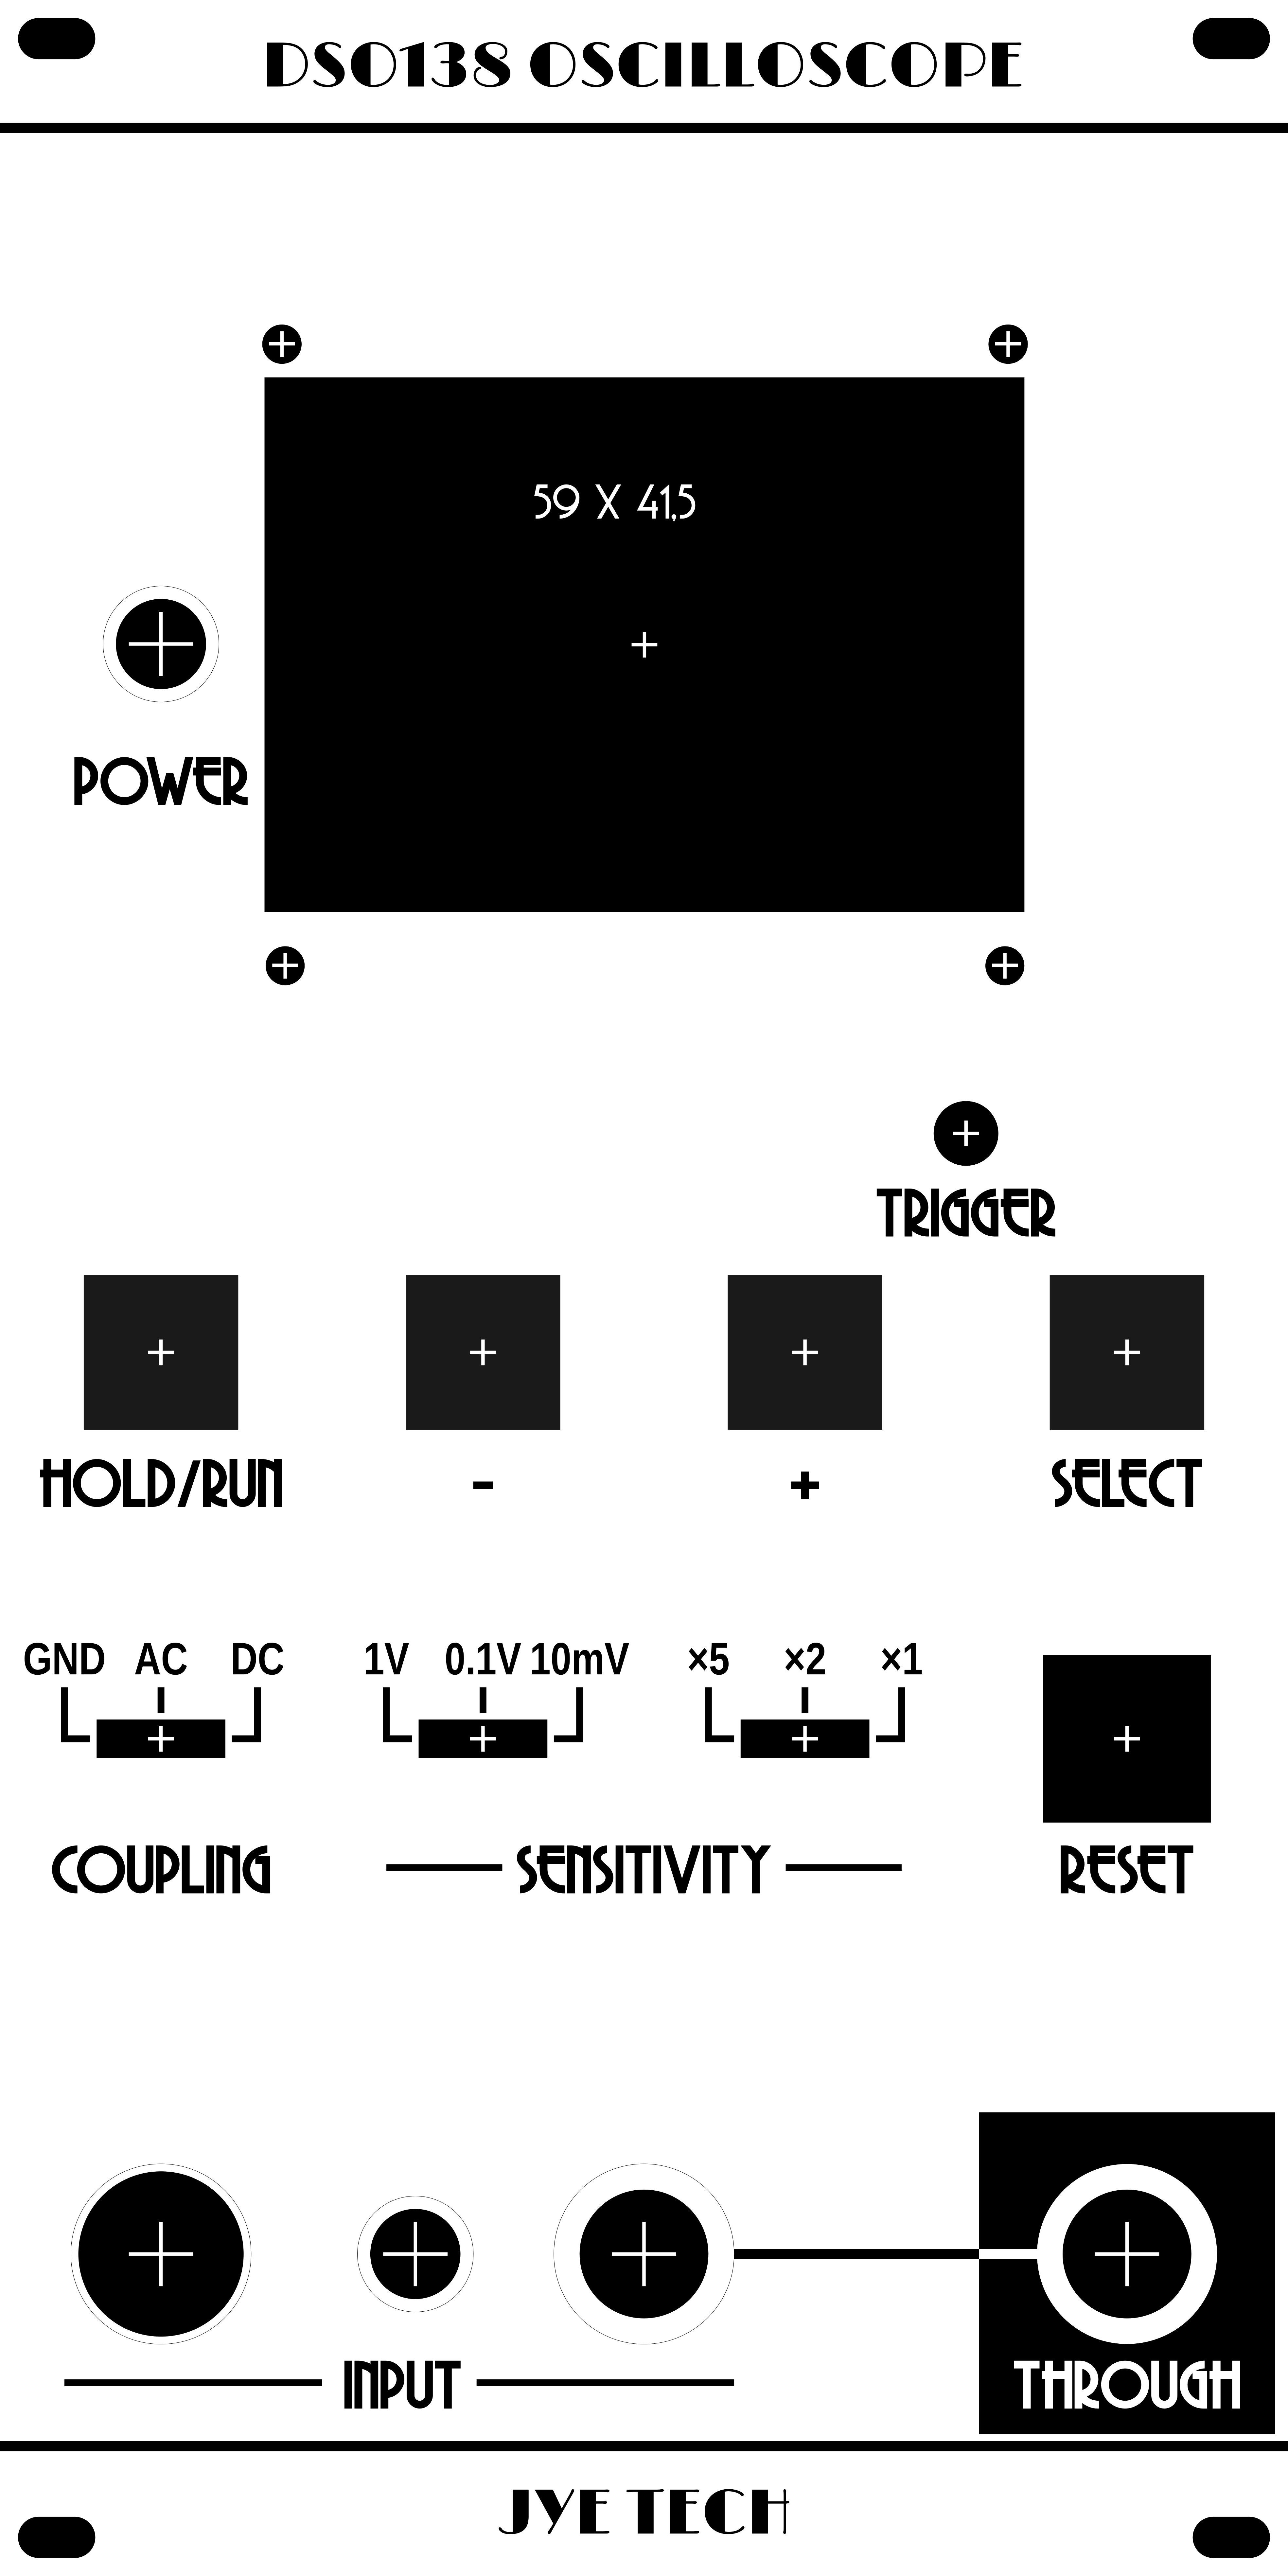 DSO138 OSCILLOSCOPE
59 X 41,5
POWER
TRIGGER
HOLD/RUN - + SELECT
GND AC DC 1V 0.1V 10mV ×5 ×2 ×1
COUPLING SENSITIVITY RESET
INPUT THROUGH
JYE TECH